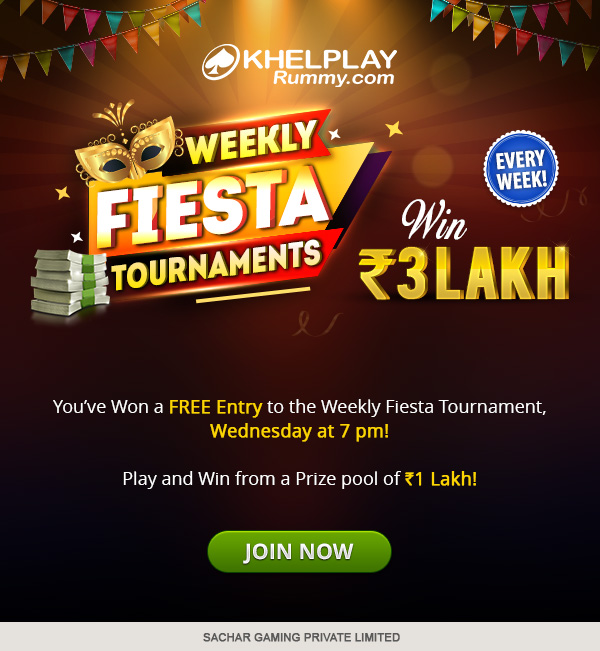 KHELPLAY
Rummy.com
WEEKLY
FIESTA
TOURNAMENTS
EVERY
WEEK!
Win
₹3 LAKH
You've Won a FREE Entry to the Weekly Fiesta Tournament,
Wednesday at 7 pm!
Play and Win from a Prize pool of ₹1 Lakh!
JOIN NOW
SACHAR GAMING PRIVATE LIMITED